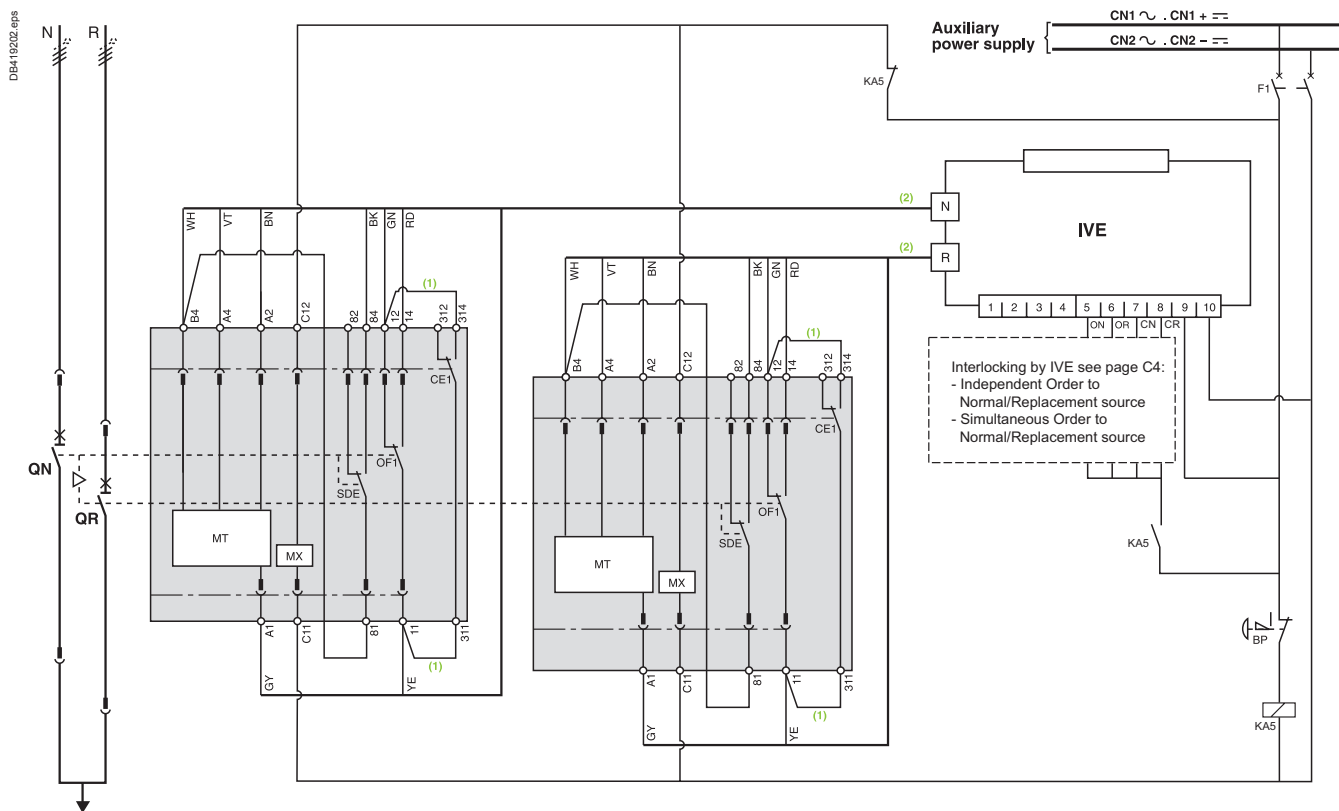 DB419202.eps
N
R
Auxiliary
power supply
CN1 ∿ . CN1 + ⎓
CN2 ∿ . CN2 – ⎓
KA5
F1
WH
VT
BN
BK
GN
RD
(1)
B4
A4
A2
C12
82
84
12
14
312
314
CE1
OF1
SDE
MT
MX
A1
C11
81
11
311
(1)
GY
YE
QN
QR
WH
VT
BN
BK
GN
RD
(1)
B4
A4
A2
C12
82
84
12
14
312
314
CE1
OF1
SDE
MT
MX
A1
C11
81
11
311
(1)
GY
YE
(2)
N
(2)
R
IVE
1 2 3 4 5 6 7 8 9 10
ON OR CN CR
Interlocking by IVE see page C4:
- Independent Order to
Normal/Replacement source
- Simultaneous Order to
Normal/Replacement source
KA5
BP
KA5